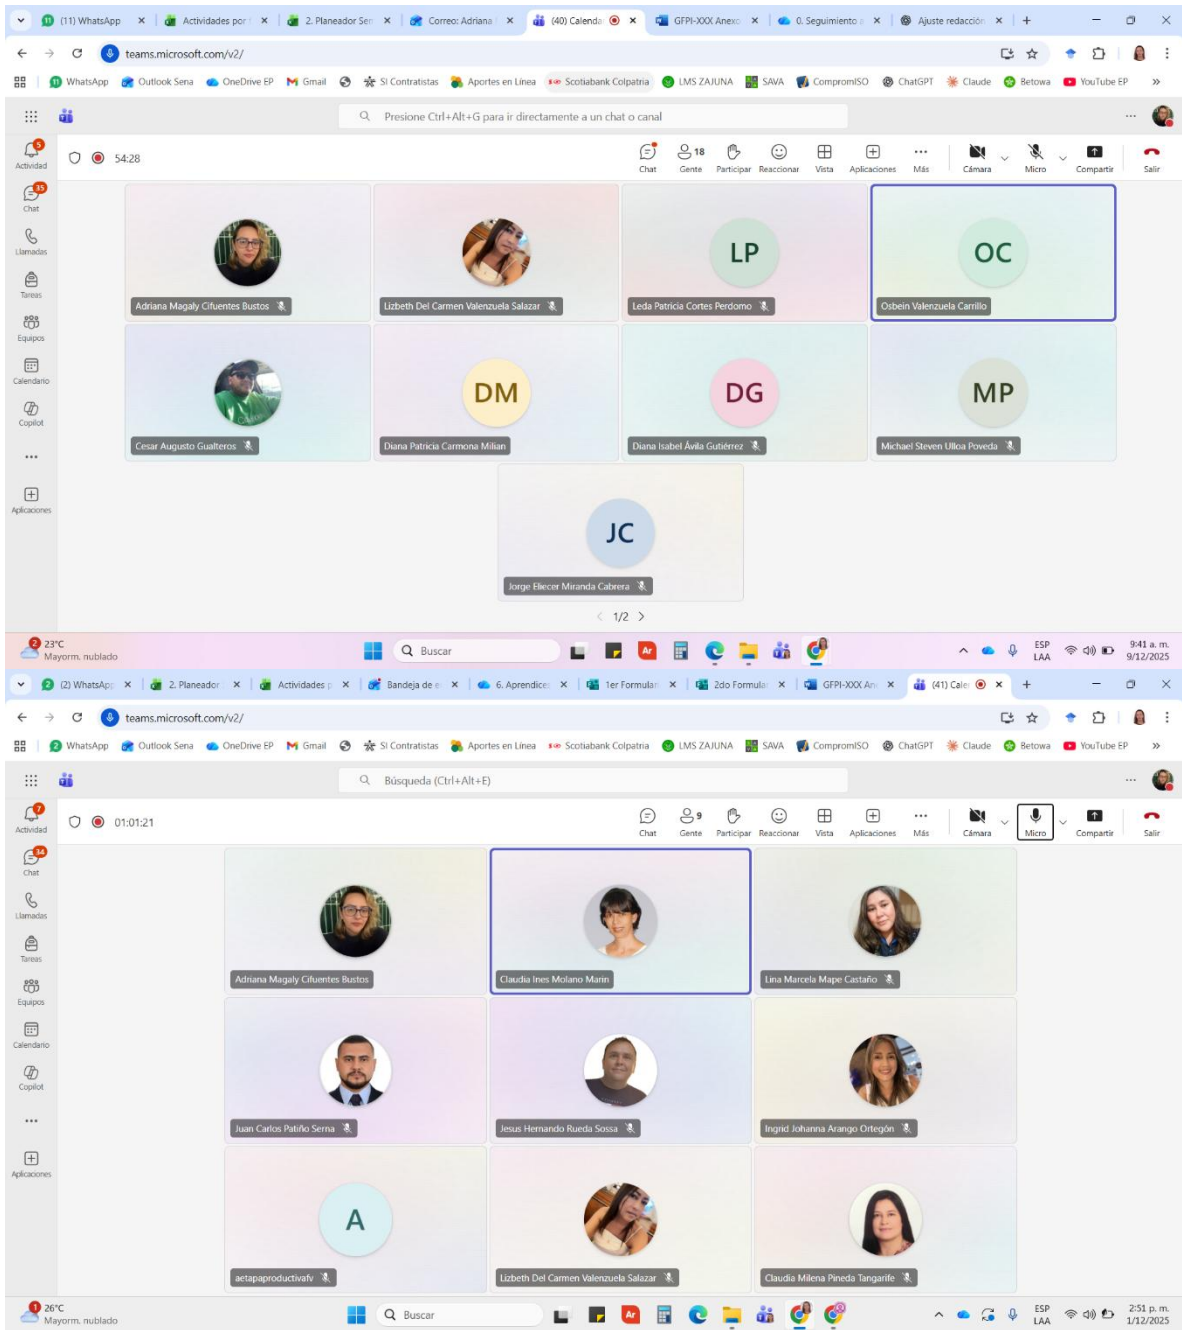 (11) WhatsApp
Actividades por
2. Planeador Sen
Correo: Adriana
(40) Calenda
GFPI-XXX Anexo
0. Seguimiento a
Ajuste redacción
teams.microsoft.com/v2/
WhatsApp
Outlook Sena
OneDrive EP
Gmail
SI Contratistas
Aportes en Línea
Scotiabank Colpatria
LMS ZAJUNA
SAVA
CompromISO
ChatGPT
Claude
Betowa
YouTube EP
Presione Ctrl+Alt+G para ir directamente a un chat o canal
5
Actividad
35
Chat
Llamadas
Tareas
Equipos
Calendario
Copilot
Aplicaciones
54:28
Chat
18
Gente
Participar
Reaccionar
Vista
Aplicaciones
Más
Cámara
Micro
Compartir
Salir
Adriana Magaly Cifuentes Bustos
Lizbeth Del Carmen Valenzuela Salazar
LP
Leda Patricia Cortes Perdomo
OC
Osbein Valenzuela Carrillo
Cesar Augusto Gualteros
DM
Diana Patricia Carmona Milian
DG
Diana Isabel Ávila Gutiérrez
MP
Michael Steven Ulloa Poveda
JC
Jorge Eliecer Miranda Cabrera
1/2
2
23°C
Mayorm. nublado
Buscar
ESP
LAA
9:41 a. m.
9/12/2025
(2) WhatsApp
2. Planeador
Actividades p
Bandeja de e
6. Aprendice
1er Formular
2do Formula
GFPI-XXX An
(41) Caler
teams.microsoft.com/v2/
WhatsApp
Outlook Sena
OneDrive EP
Gmail
SI Contratistas
Aportes en Línea
Scotiabank Colpatria
LMS ZAJUNA
SAVA
CompromISO
ChatGPT
Claude
Betowa
YouTube EP
Búsqueda (Ctrl+Alt+E)
7
Actividad
34
Chat
Llamadas
Tareas
Equipos
Calendario
Copilot
Aplicaciones
01:01:21
Chat
9
Gente
Participar
Reaccionar
Vista
Aplicaciones
Más
Cámara
Micro
Compartir
Salir
Adriana Magaly Cifuentes Bustos
Claudia Ines Molano Marin
Lina Marcela Mape Castaño
Juan Carlos Patiño Serna
Jesus Hernando Rueda Sossa
Ingrid Johanna Arango Ortegón
A
aetapaproductivafv
Lizbeth Del Carmen Valenzuela Salazar
Claudia Milena Pineda Tangarife
1
26°C
Mayorm. nublado
Buscar
ESP
LAA
2:51 p. m.
1/12/2025